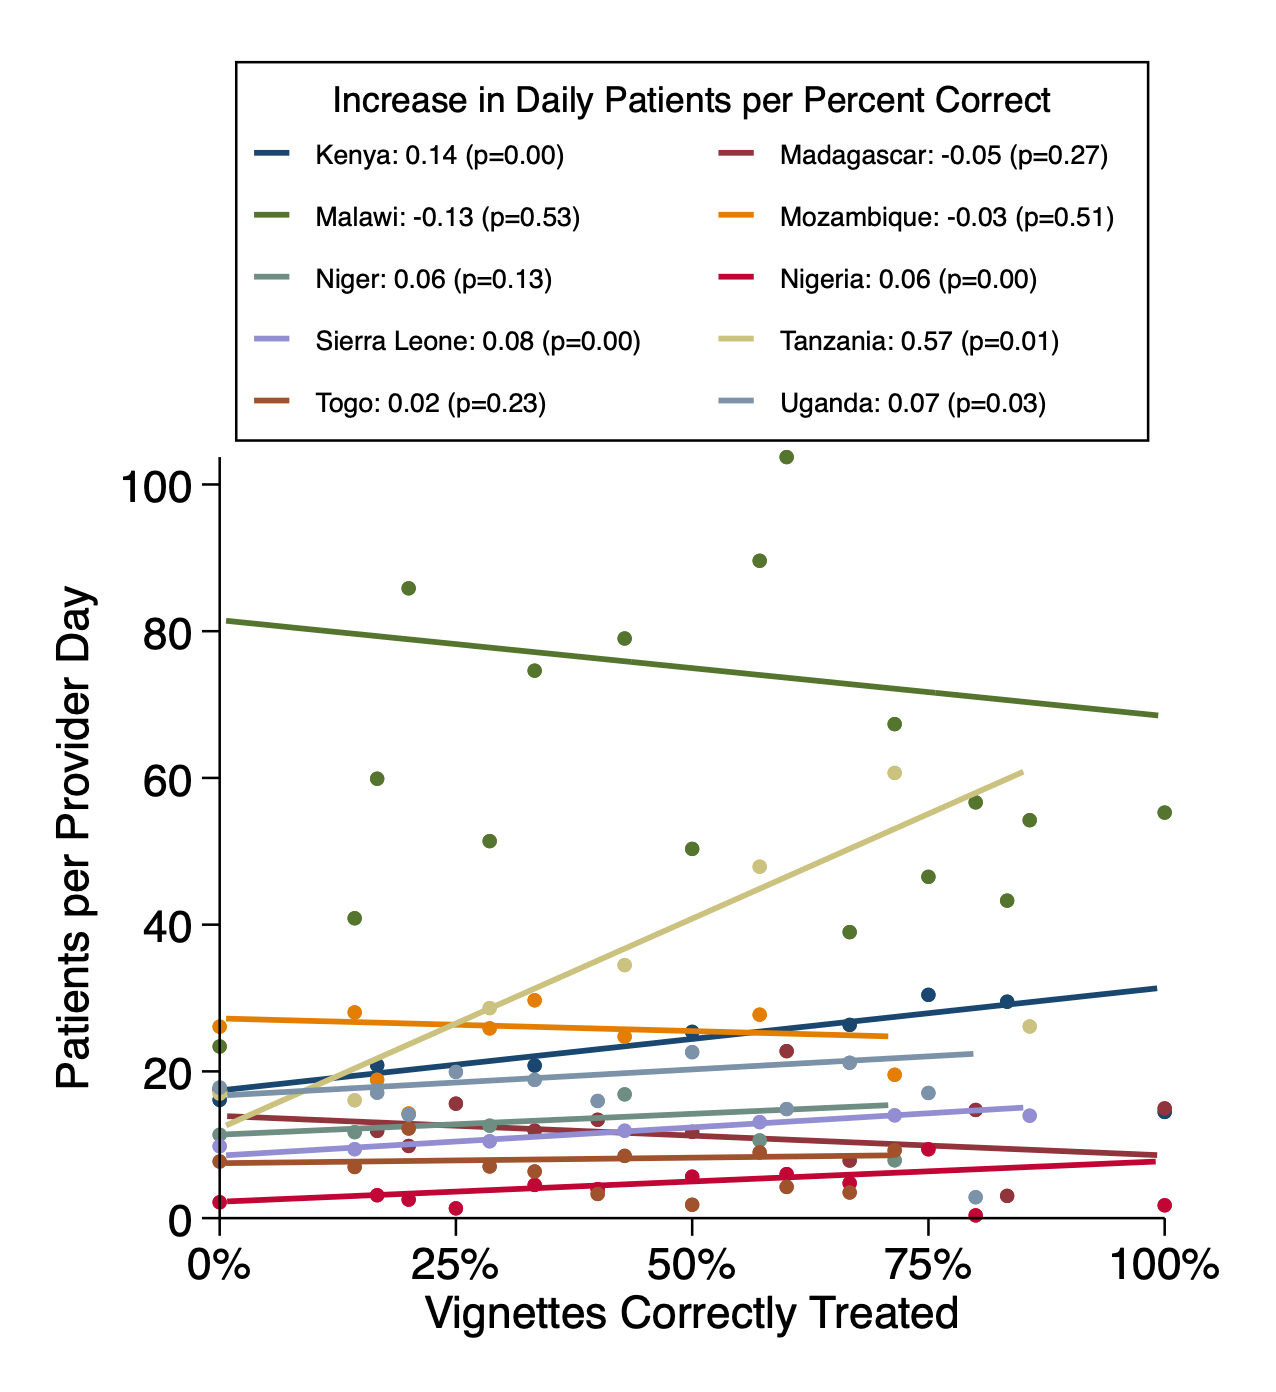 Increase in Daily Patients per Percent Correct
Kenya: 0.14 (p=0.00)
Madagascar: -0.05 (p=0.27)
Malawi: -0.13 (p=0.53)
Mozambique: -0.03 (p=0.51)
Niger: 0.06 (p=0.13)
Nigeria: 0.06 (p=0.00)
Sierra Leone: 0.08 (p=0.00)
Tanzania: 0.57 (p=0.01)
Togo: 0.02 (p=0.23)
Uganda: 0.07 (p=0.03)
Patients per Provider Day
100
80
60
40
20
0
0%
25%
50%
75%
100%
Vignettes Correctly Treated